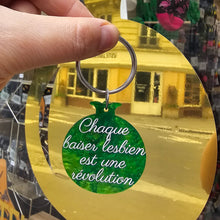 Chaque
baiser lesbien
est une
révolution